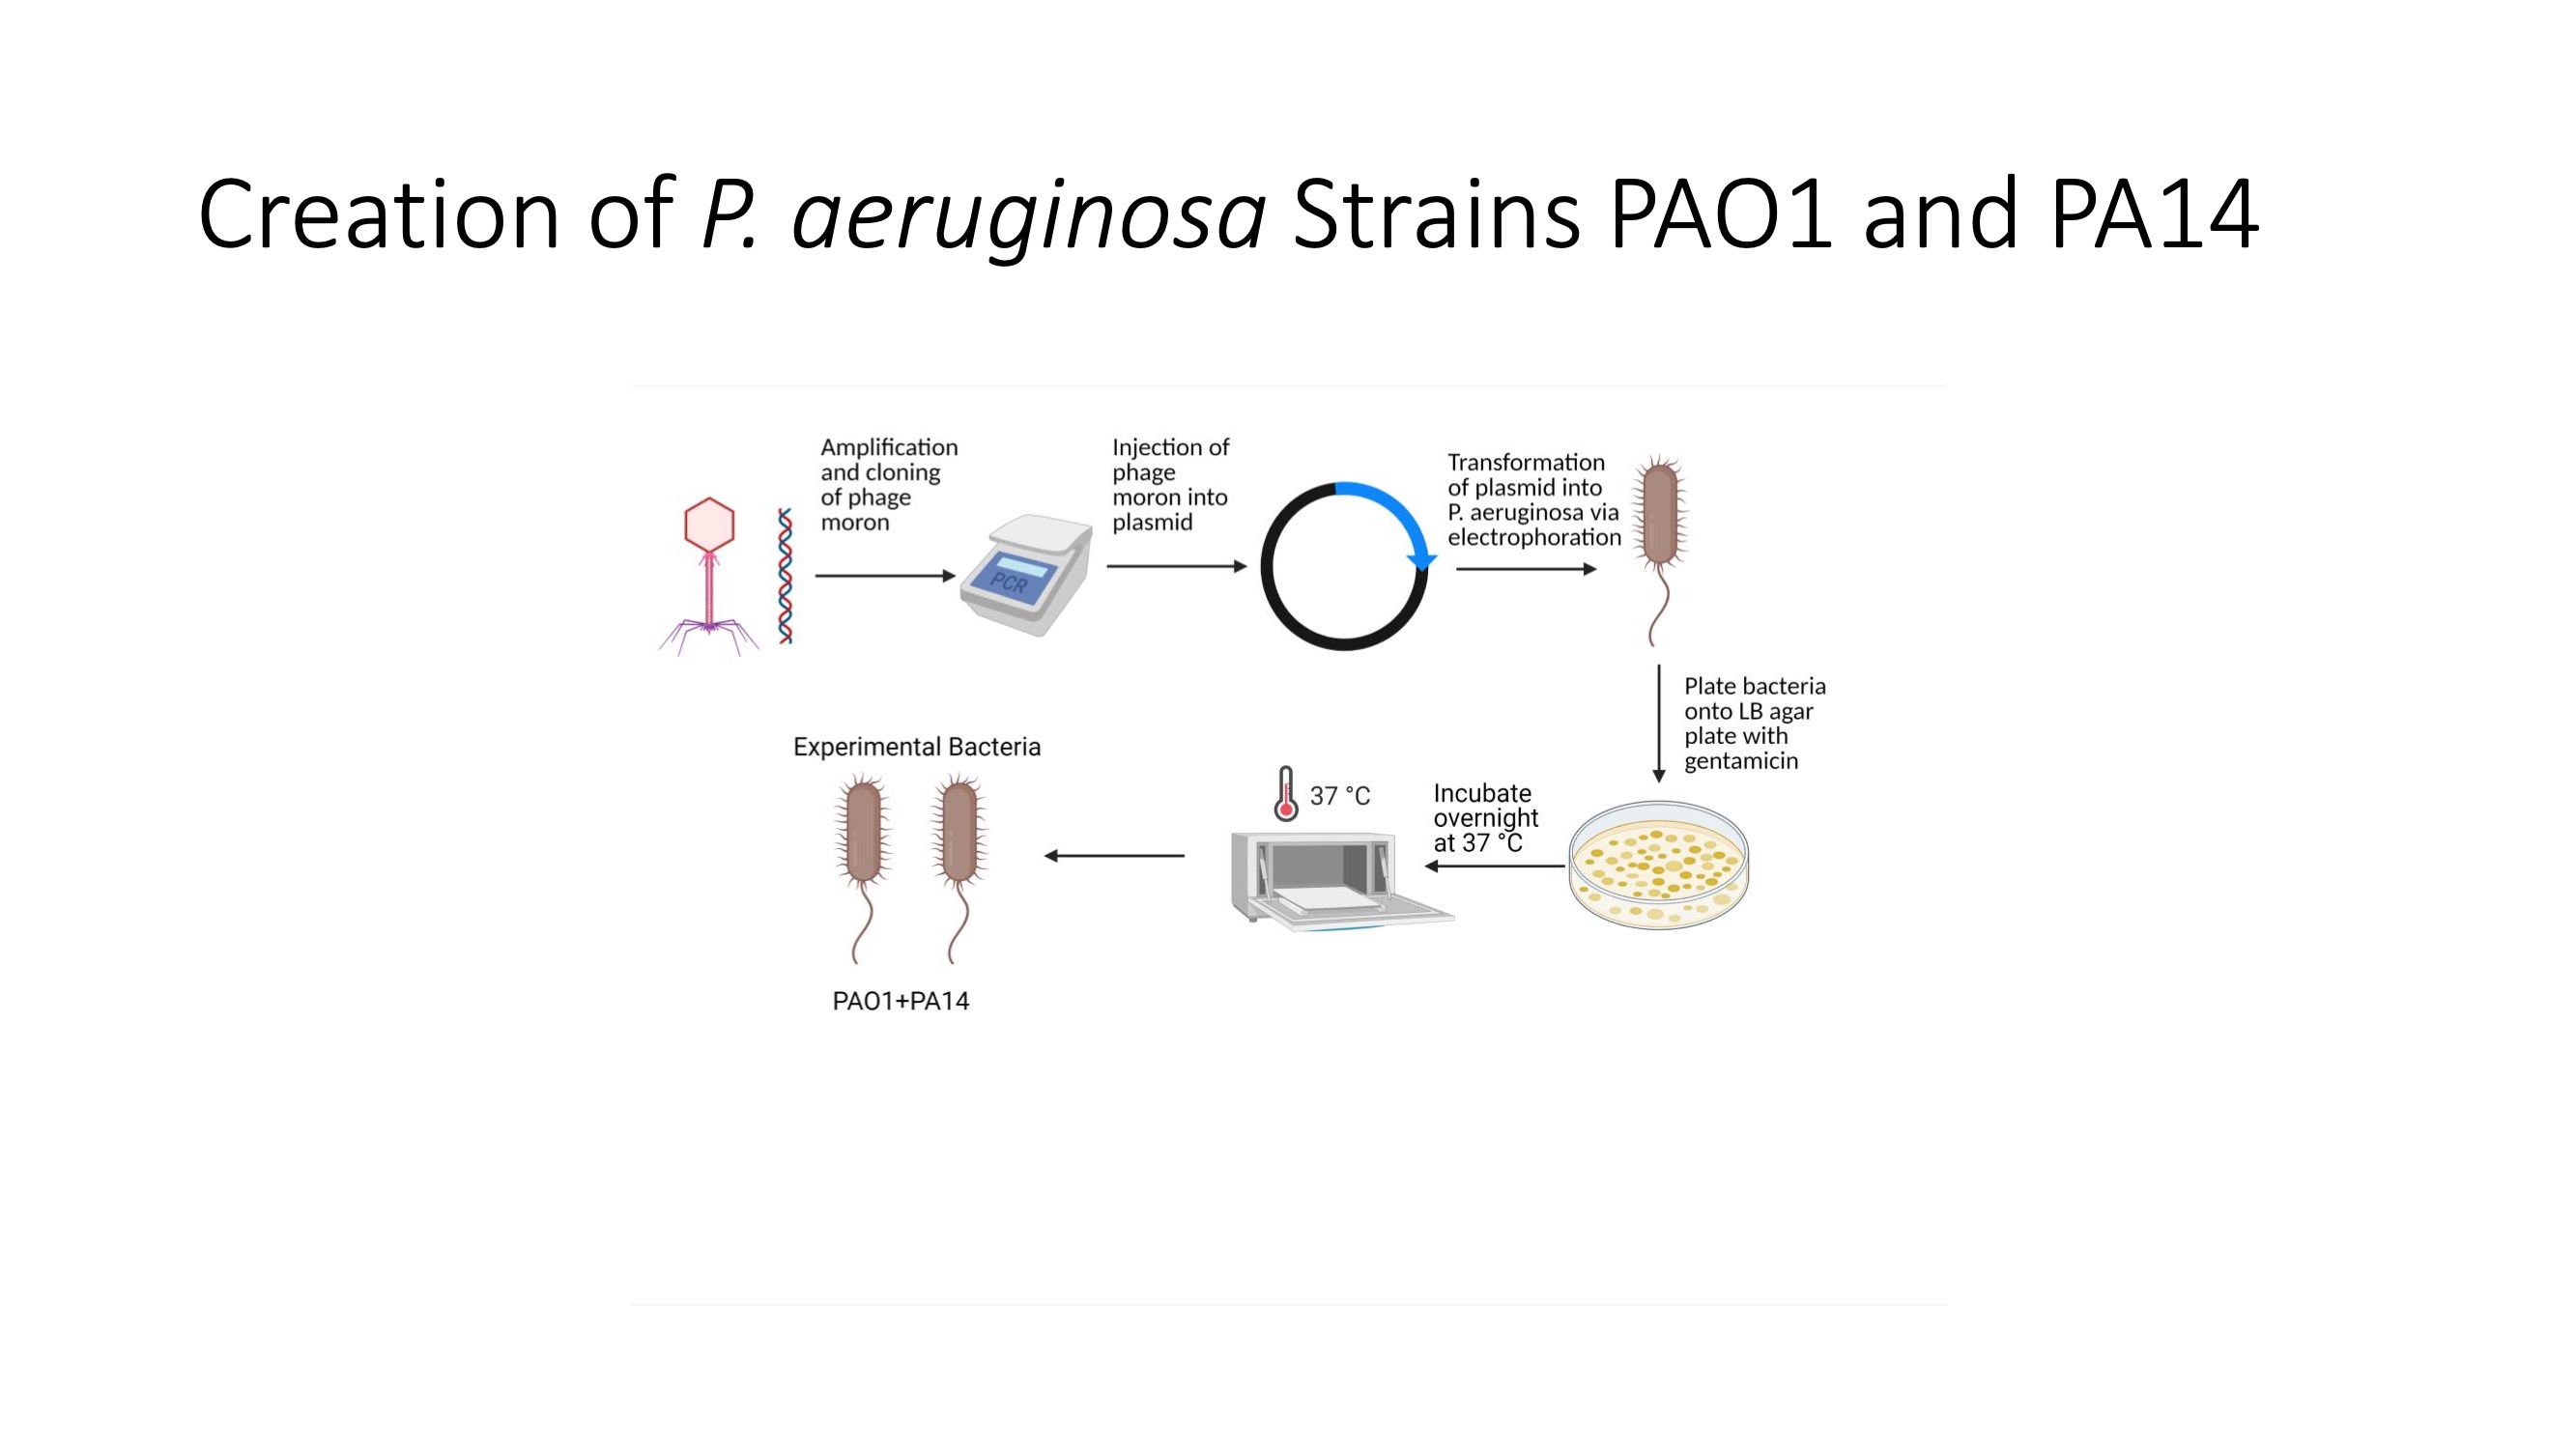 Creation of P. aeruginosa Strains PAO1 and PA14
Amplification
and cloning
of phage
moron
Injection of
phage
moron into
plasmid
Transformation
of plasmid into
P. aeruginosa via
electrophoration
PCR
Plate bacteria
onto LB agar
plate with
gentamicin
Incubate
overnight
at 37 °C
37 °C
Experimental Bacteria
PAO1+PA14